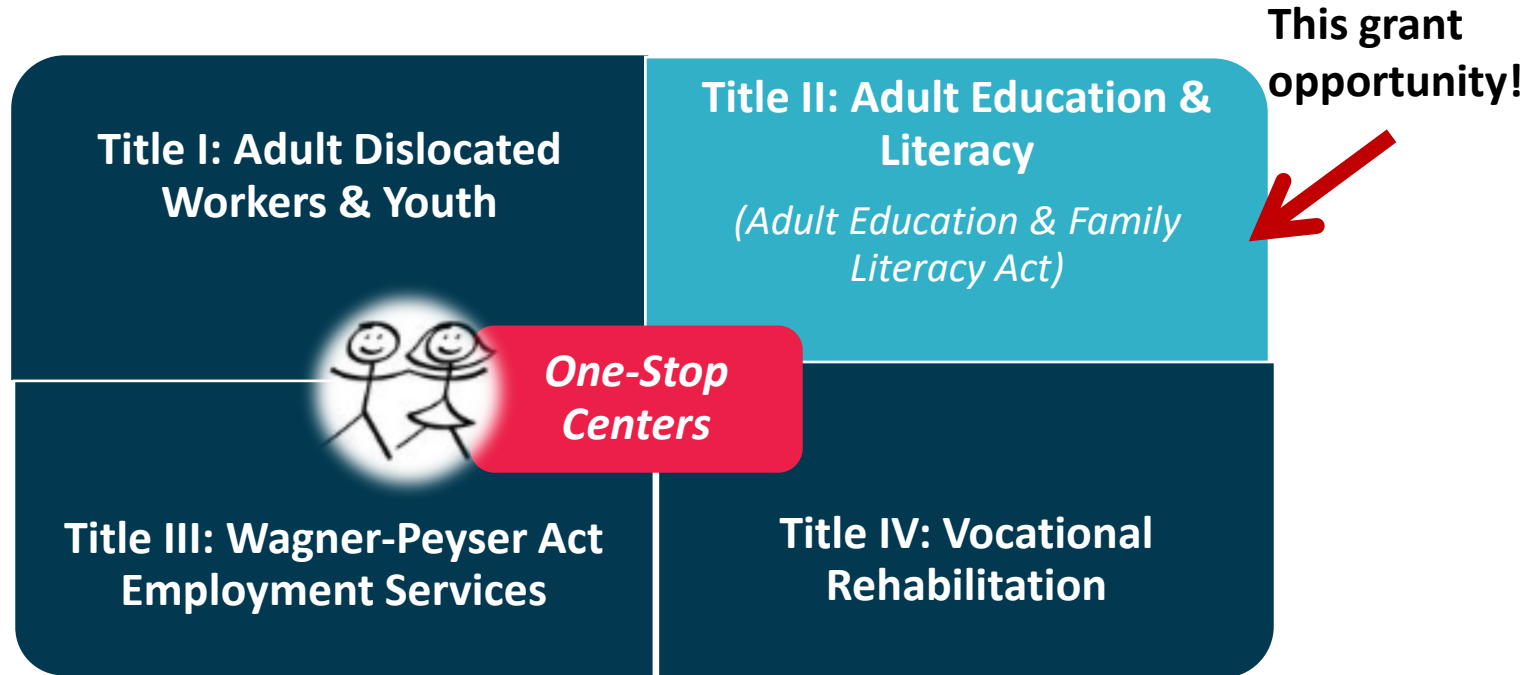 This grant
opportunity!
Title I: Adult Dislocated
Workers & Youth
Title II: Adult Education &
Literacy
(Adult Education & Family
Literacy Act)
One-Stop
Centers
Title III: Wagner-Peyser Act
Employment Services
Title IV: Vocational
Rehabilitation